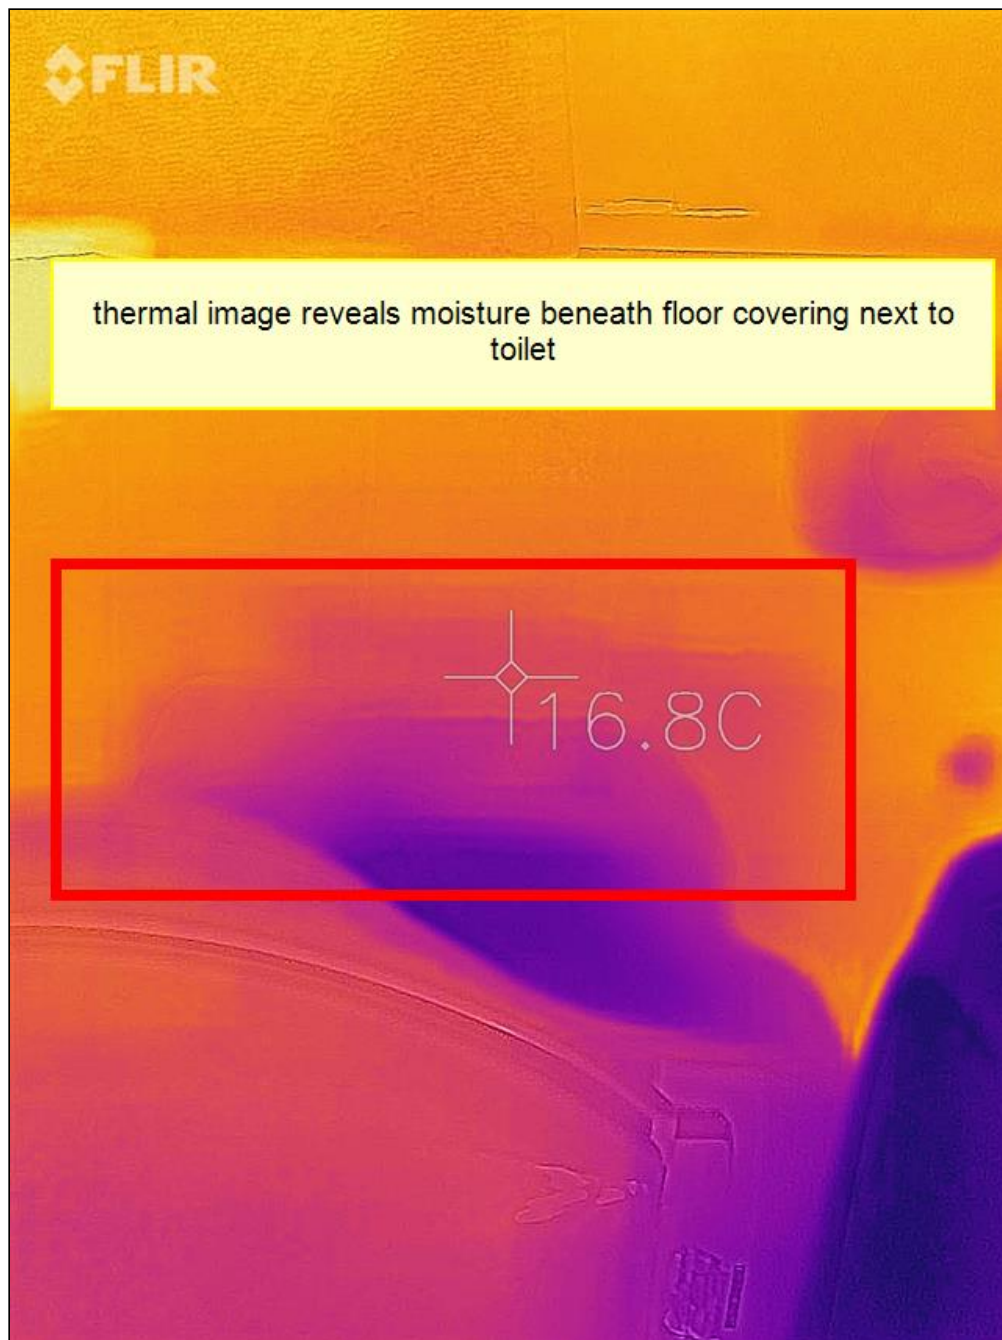 FLIR
thermal image reveals moisture beneath floor covering next to
toilet
16.8C